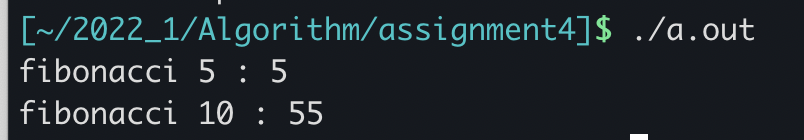 [~/2022_1/Algorithm/assignment4]$ ./a.out
fibonacci 5 : 5
fibonacci 10 : 55